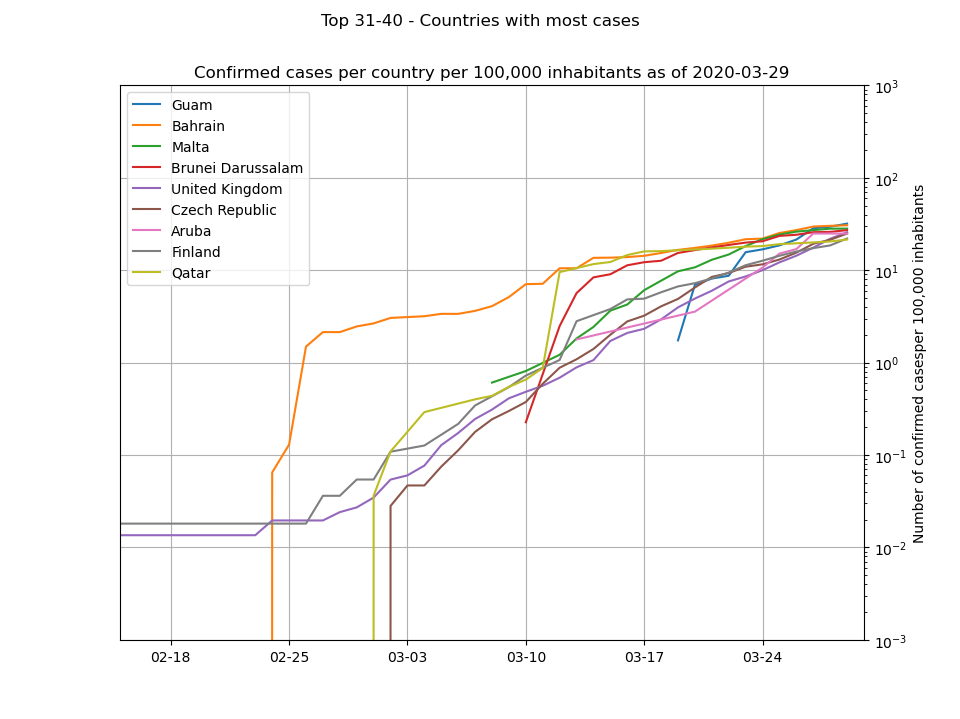 Top 31-40 - Countries with most cases
Confirmed cases per country per 100,000 inhabitants as of 2020-03-29
Guam
Bahrain
Malta
Brunei Darussalam
United Kingdom
Czech Republic
Aruba
Finland
Qatar
10³
10²
10¹
10⁰
10⁻¹
10⁻²
10⁻³
Number of confirmed casesper 100,000 inhabitants
02-18
02-25
03-03
03-10
03-17
03-24